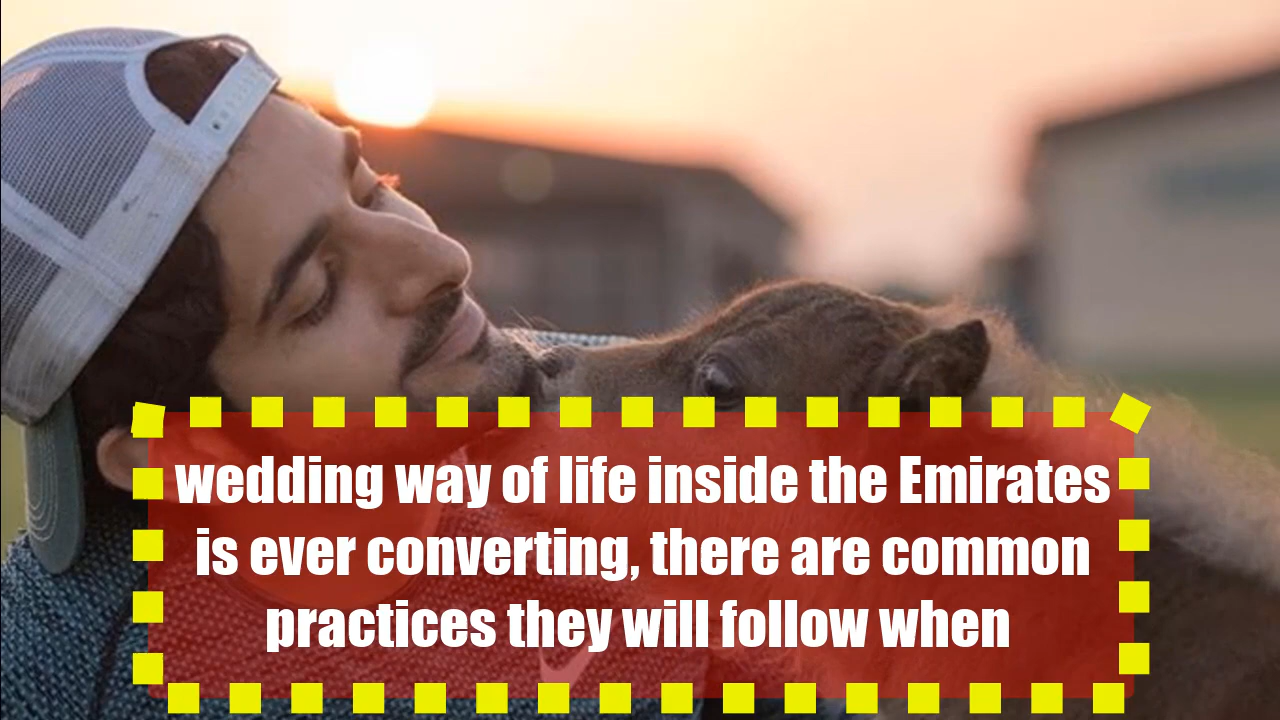 wedding way of life inside the Emirates
is ever converting, there are common
practices they will follow when